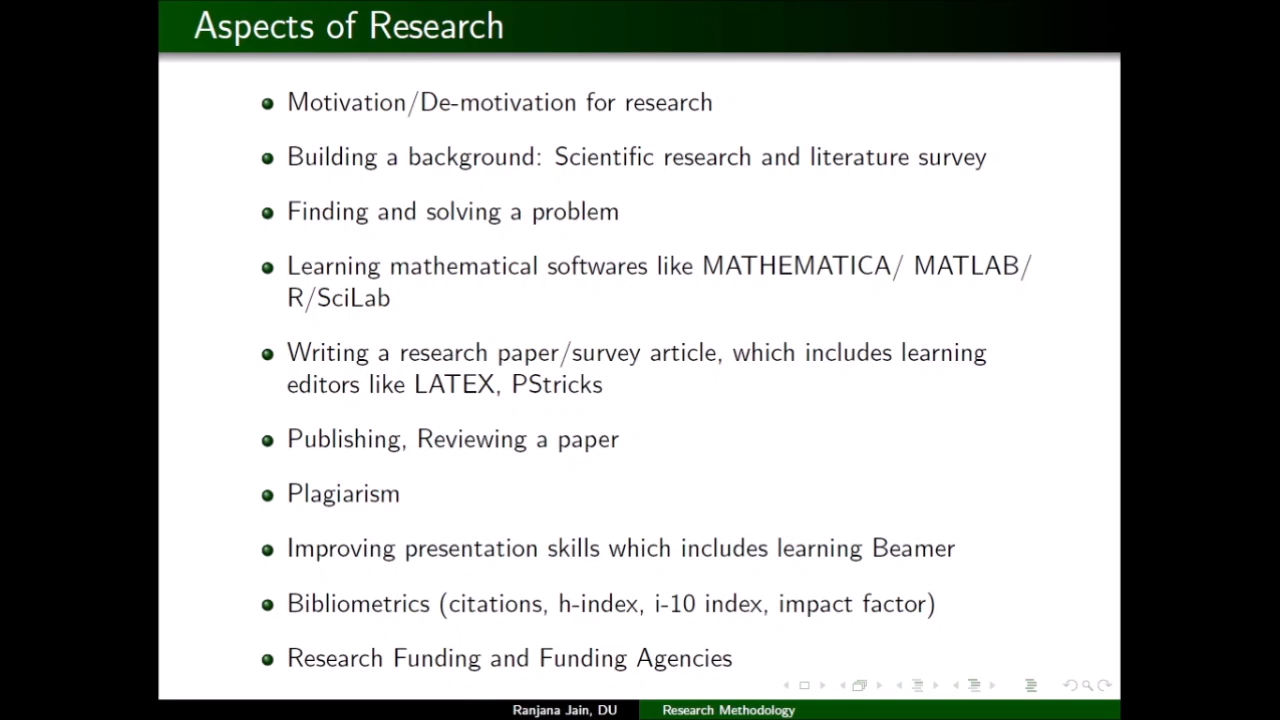 Aspects of Research
Motivation/De-motivation for research
Building a background: Scientific research and literature survey
Finding and solving a problem
Learning mathematical softwares like MATHEMATICA/ MATLAB/
R/SciLab
Writing a research paper/survey article, which includes learning
editors like LATEX, PStricks
Publishing, Reviewing a paper
Plagiarism
Improving presentation skills which includes learning Beamer
Bibliometrics (citations, h-index, i-10 index, impact factor)
Research Funding and Funding Agencies
Ranjana Jain, DU
Research Methodology